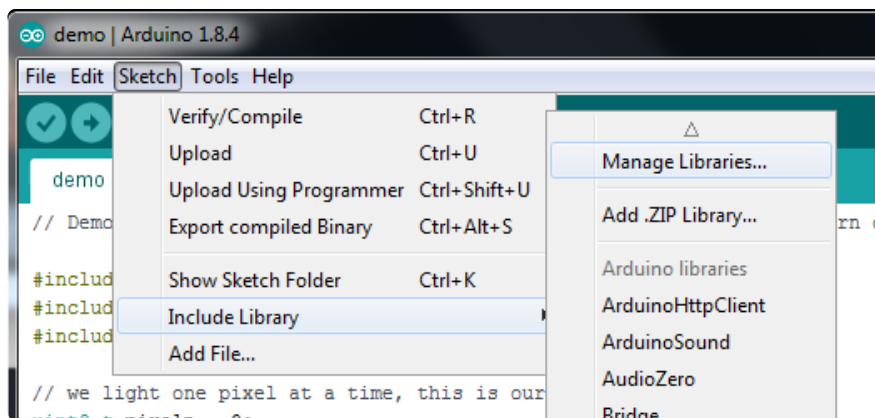 demo | Arduino 1.8.4
File Edit Sketch Tools Help
Verify/Compile Ctrl+R
Upload Ctrl+U
Upload Using Programmer Ctrl+Shift+U
Export compiled Binary Ctrl+Alt+S
Show Sketch Folder Ctrl+K
Include Library
Add File...
Manage Libraries...
Add .ZIP Library...
Arduino libraries
ArduinoHttpClient
ArduinoSound
AudioZero
Bridge
demo
// Demo
#includ
#includ
#includ
// we light one pixel at a time, this is our